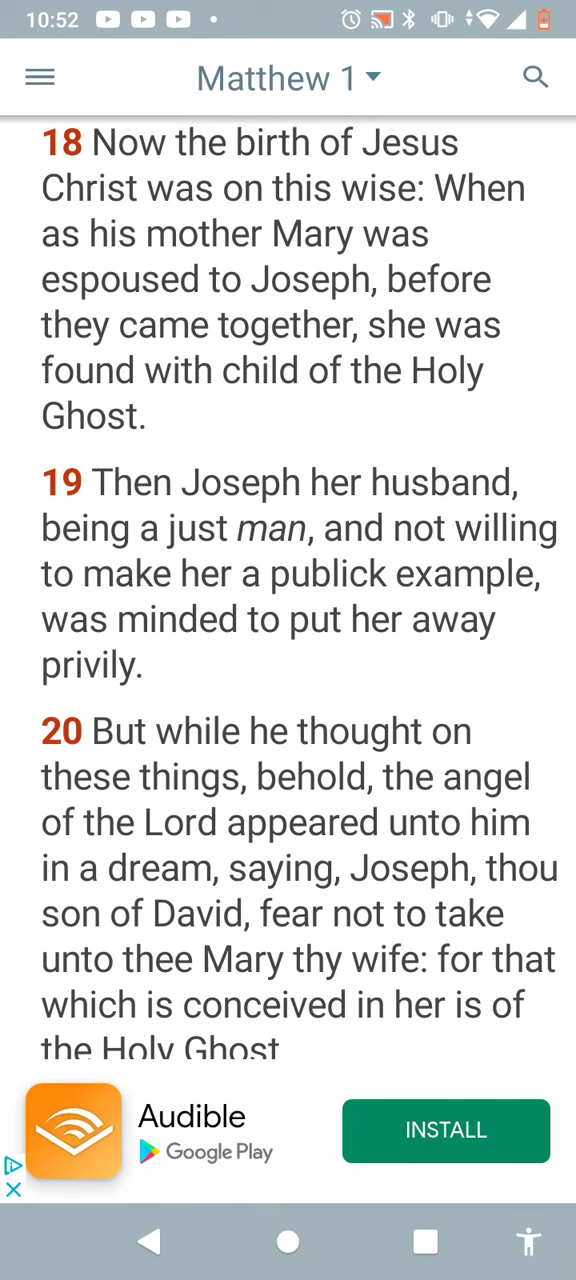 10:52
Matthew 1
18 Now the birth of Jesus
Christ was on this wise: When
as his mother Mary was
espoused to Joseph, before
they came together, she was
found with child of the Holy
Ghost.
19 Then Joseph her husband,
being a just man, and not willing
to make her a publick example,
was minded to put her away
privily.
20 But while he thought on
these things, behold, the angel
of the Lord appeared unto him
in a dream, saying, Joseph, thou
son of David, fear not to take
unto thee Mary thy wife: for that
which is conceived in her is of
the Holy Ghost
Audible
Google Play
INSTALL